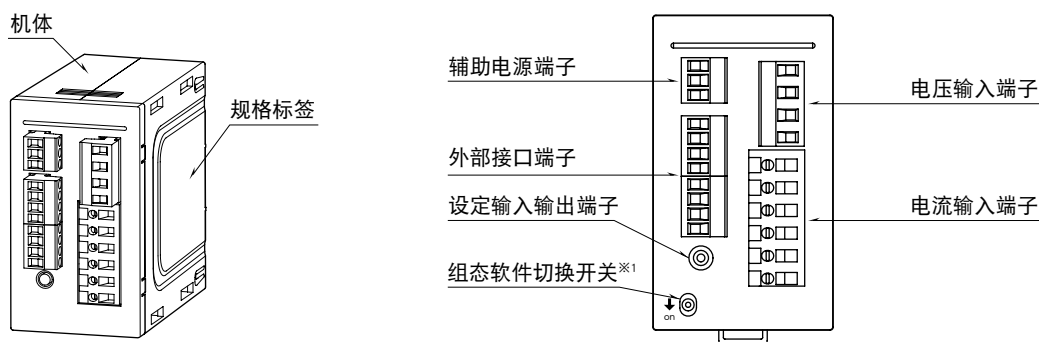 机体
规格标签
辅助电源端子
外部接口端子
设定输入输出端子
组态软件切换开关※1
on
电压输入端子
电流输入端子